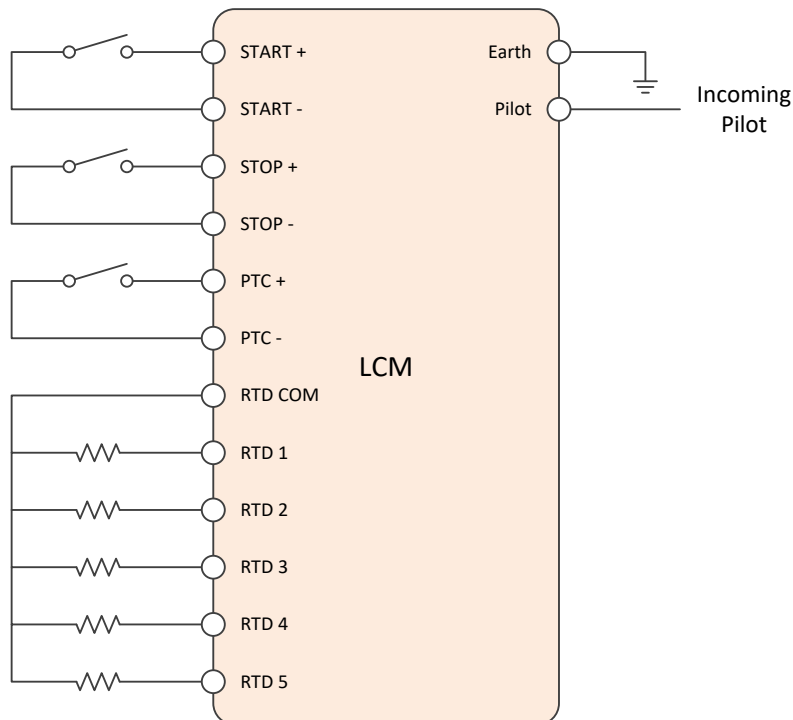 START +
START -
STOP +
STOP -
PTC +
PTC -
RTD COM
RTD 1
RTD 2
RTD 3
RTD 4
RTD 5
LCM
Earth
Pilot
Incoming
Pilot